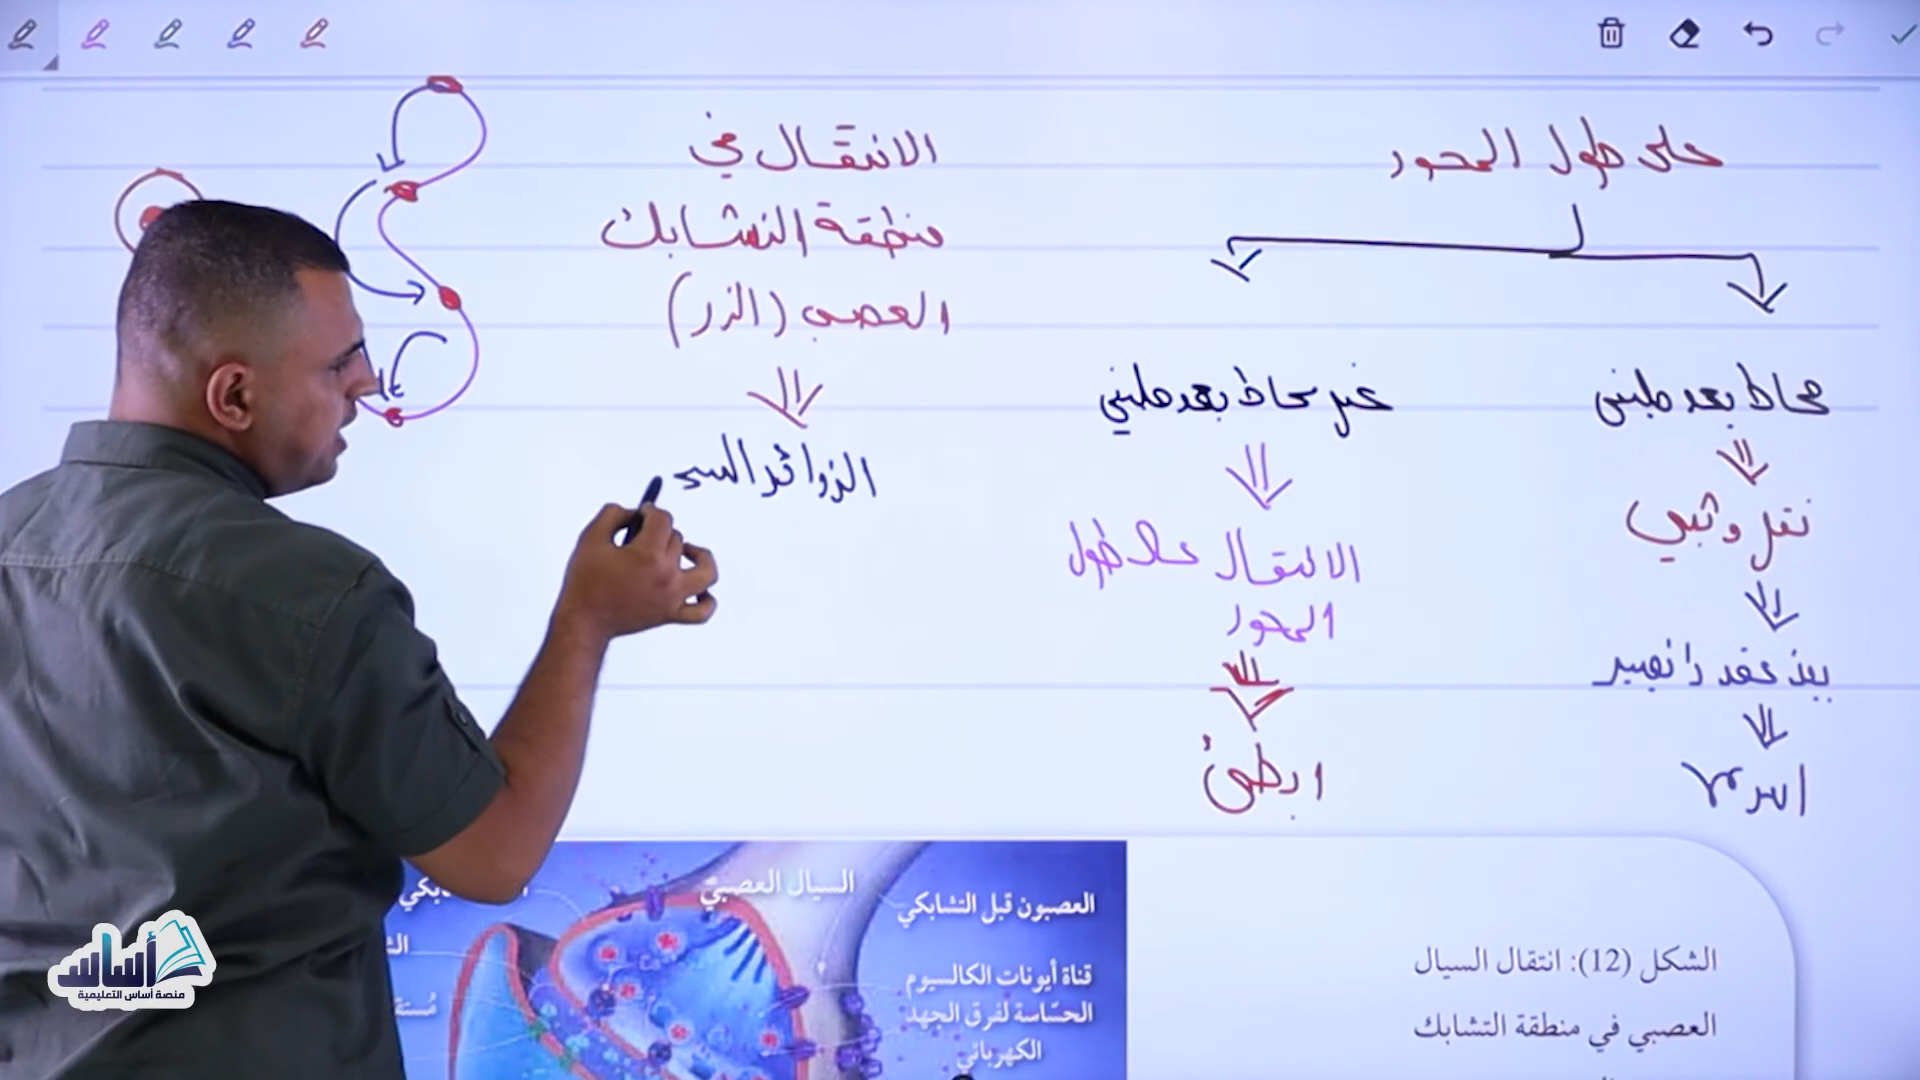 على طول المحور
محاط بغمد مليني
نقل وثبي
بين عقد رانفيير
اسرع
غير محاط بغمد مليني
الانتقال على طول
المحور
ابطئ
الانتقال في
منطقة التشابك
العصبي (الزر)
الزوائد الشجـ
السيال العصبيّ
العصبون قبل التشابكي
قناة أيونات الكالسيوم
الحسّاسة لفرق الجهد
الكهربائي
الشكل (12): انتقال السيال
العصبي في منطقة التشابك
أساس
منصة أساس التعليمية